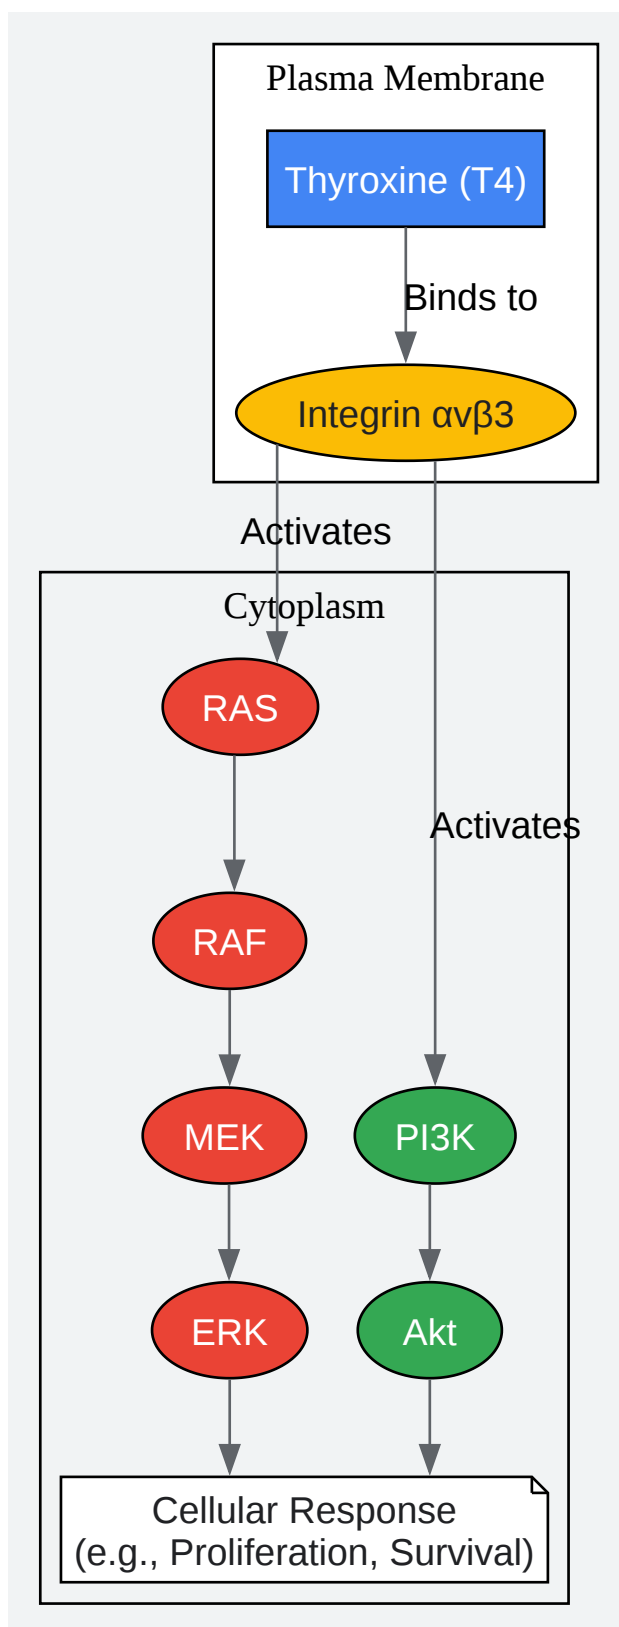 Plasma Membrane
Thyroxine (T4)
Binds to
Integrin αvβ3
Activates
Cytoplasm
RAS
Activates
RAF
MEK
PI3K
ERK
Akt
Cellular Response
(e.g., Proliferation, Survival)